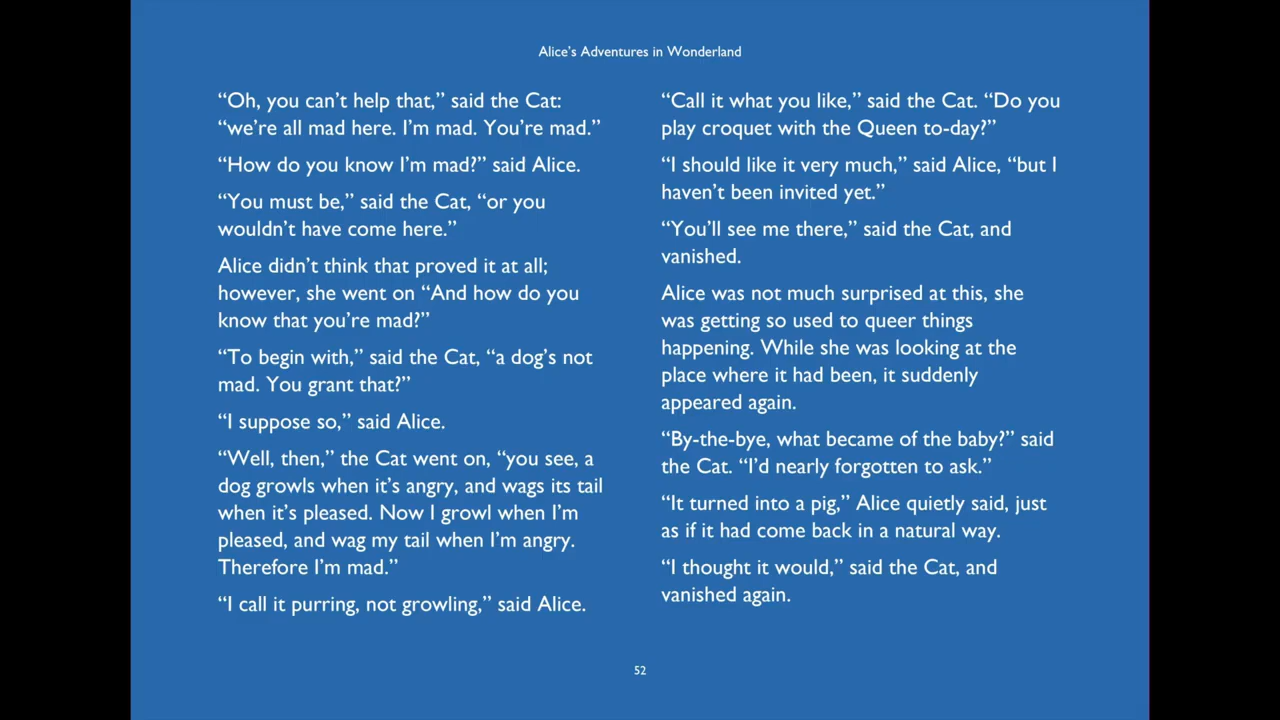 Alice’s Adventures in Wonderland
“Oh, you can’t help that,” said the Cat:
“we’re all mad here. I’m mad. You’re mad.”
“How do you know I’m mad?” said Alice.
“You must be,” said the Cat, “or you
wouldn’t have come here.”
Alice didn’t think that proved it at all;
however, she went on “And how do you
know that you’re mad?”
“To begin with,” said the Cat, “a dog’s not
mad. You grant that?”
“I suppose so,” said Alice.
“Well, then,” the Cat went on, “you see, a
dog growls when it’s angry, and wags its tail
when it’s pleased. Now I growl when I’m
pleased, and wag my tail when I’m angry.
Therefore I’m mad.”
“I call it purring, not growling,” said Alice.
“Call it what you like,” said the Cat. “Do you
play croquet with the Queen to-day?”
“I should like it very much,” said Alice, “but I
haven’t been invited yet.”
“You’ll see me there,” said the Cat, and
vanished.
Alice was not much surprised at this, she
was getting so used to queer things
happening. While she was looking at the
place where it had been, it suddenly
appeared again.
“By-the-bye, what became of the baby?” said
the Cat. “I’d nearly forgotten to ask.”
“It turned into a pig,” Alice quietly said, just
as if it had come back in a natural way.
“I thought it would,” said the Cat, and
vanished again.
52